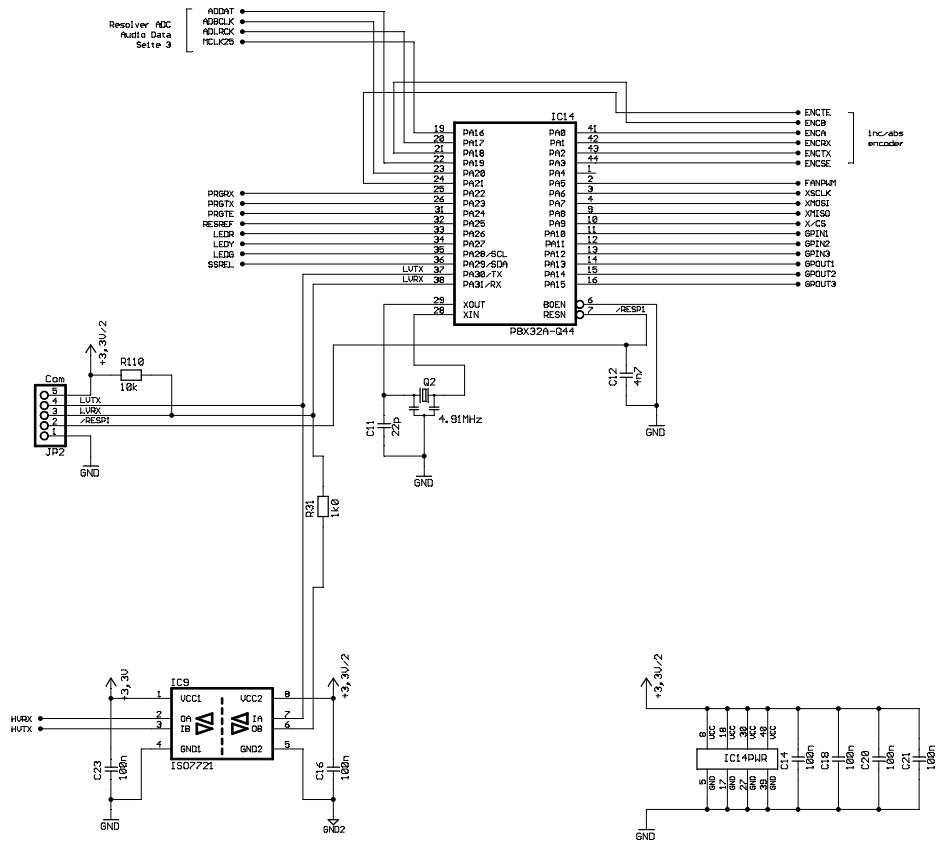 Resolver ADC
Audio Data
Seite 3
ADDAT
ADBCLK
ADLRCK
MCLK25
IC14
19 PA16 PA0 41
20 PA17 PA1 42
21 PA18 PA2 43
22 PA19 PA3 44
23 PA20 PA4 1
24 PA21 PA5 2
25 PA22 PA6 3
26 PA23 PA7 4
31 PA24 PA8 9
32 PA25 PA9 10
33 PA26 PA10 11
34 PA27 PA11 12
35 PA28/SCL PA12 13
36 PA29/SDA PA13 14
37 PA30/TX PA14 15
38 PA31/RX PA15 16
29 XOUT BOEN 6
28 XIN RESN 7
P8X32A-Q44
ENCTE
ENCB
ENCA
ENCRX
ENCTX
ENCSE
inc/abs
encoder
FANPWM
XSCLK
XMOSI
XMISO
X/CS
GPIN1
GPIN2
GPIN3
GPOUT1
GPOUT2
GPOUT3
PRGRX
PRGTX
PRGTE
RESREF
LEDR
LEDY
LEDG
SSREL
LVTX
LVRX
/RESP1
+3,3V/2
R110
10k
Com
5
4
3
2
1
LVTX
LVRX
/RESP1
JP2
GND
C11
22p
Q2
4.91MHz
GND
C12
4n7
GND
R31
1k0
+3,3V
IC9
+3,3V/2
1 VCC1 VCC2 8
HVRX 2 OA IA 7
HVTX 3 IB OB 6
4 GND1 GND2 5
ISO7721
C23
100n
GND
C16
100n
GND2
+3,3V/2
8 VCC
18 VCC
30 VCC
40 VCC
IC14PWR
5 GND
17 GND
27 GND
39 GND
C14
100n
C18
100n
C20
100n
C21
100n
GND